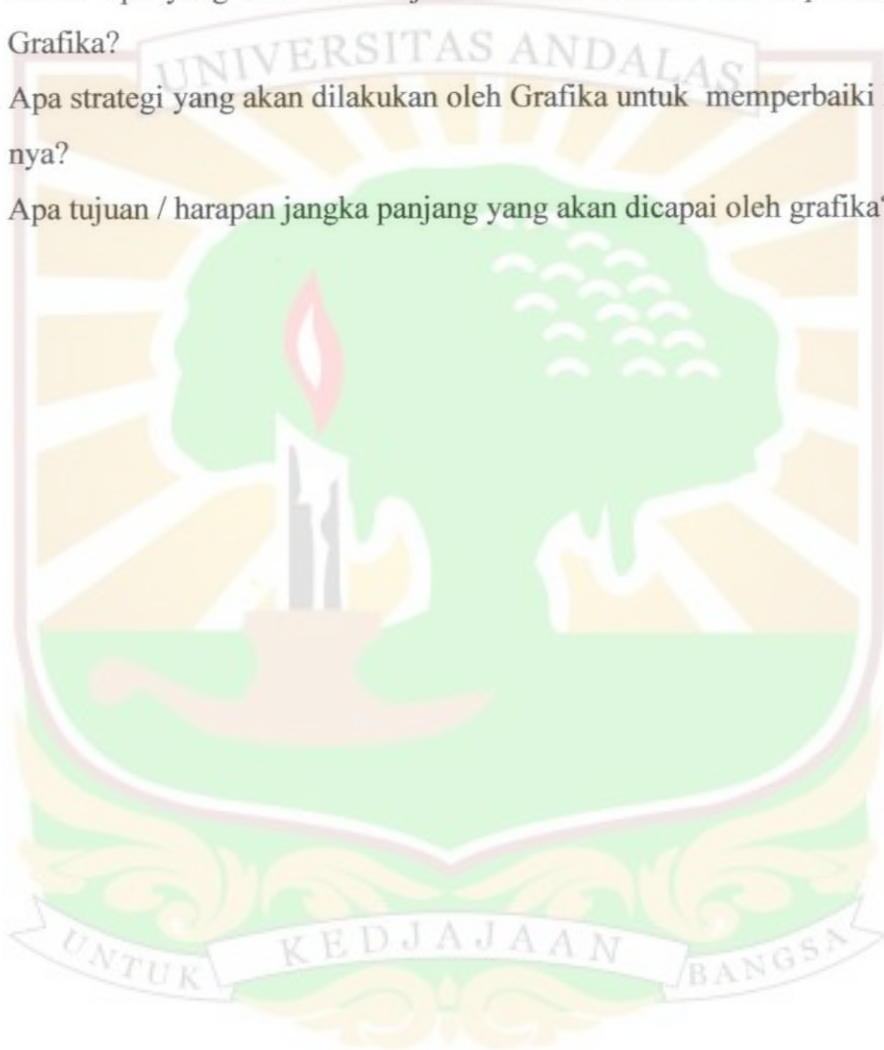 Grafika?
UNIVERSITAS ANDALAS
Apa strategi yang akan dilakukan oleh Grafika untuk memperbaiki
nya?
Apa tujuan / harapan jangka panjang yang akan dicapai oleh grafika?
UNTUK KEDJAJAAN BANGSA